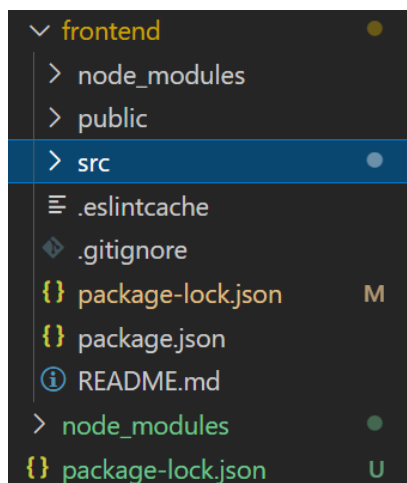 frontend
node_modules
public
src
.eslintcache
.gitignore
{} package-lock.json M
{} package.json
README.md
node_modules
{} package-lock.json U